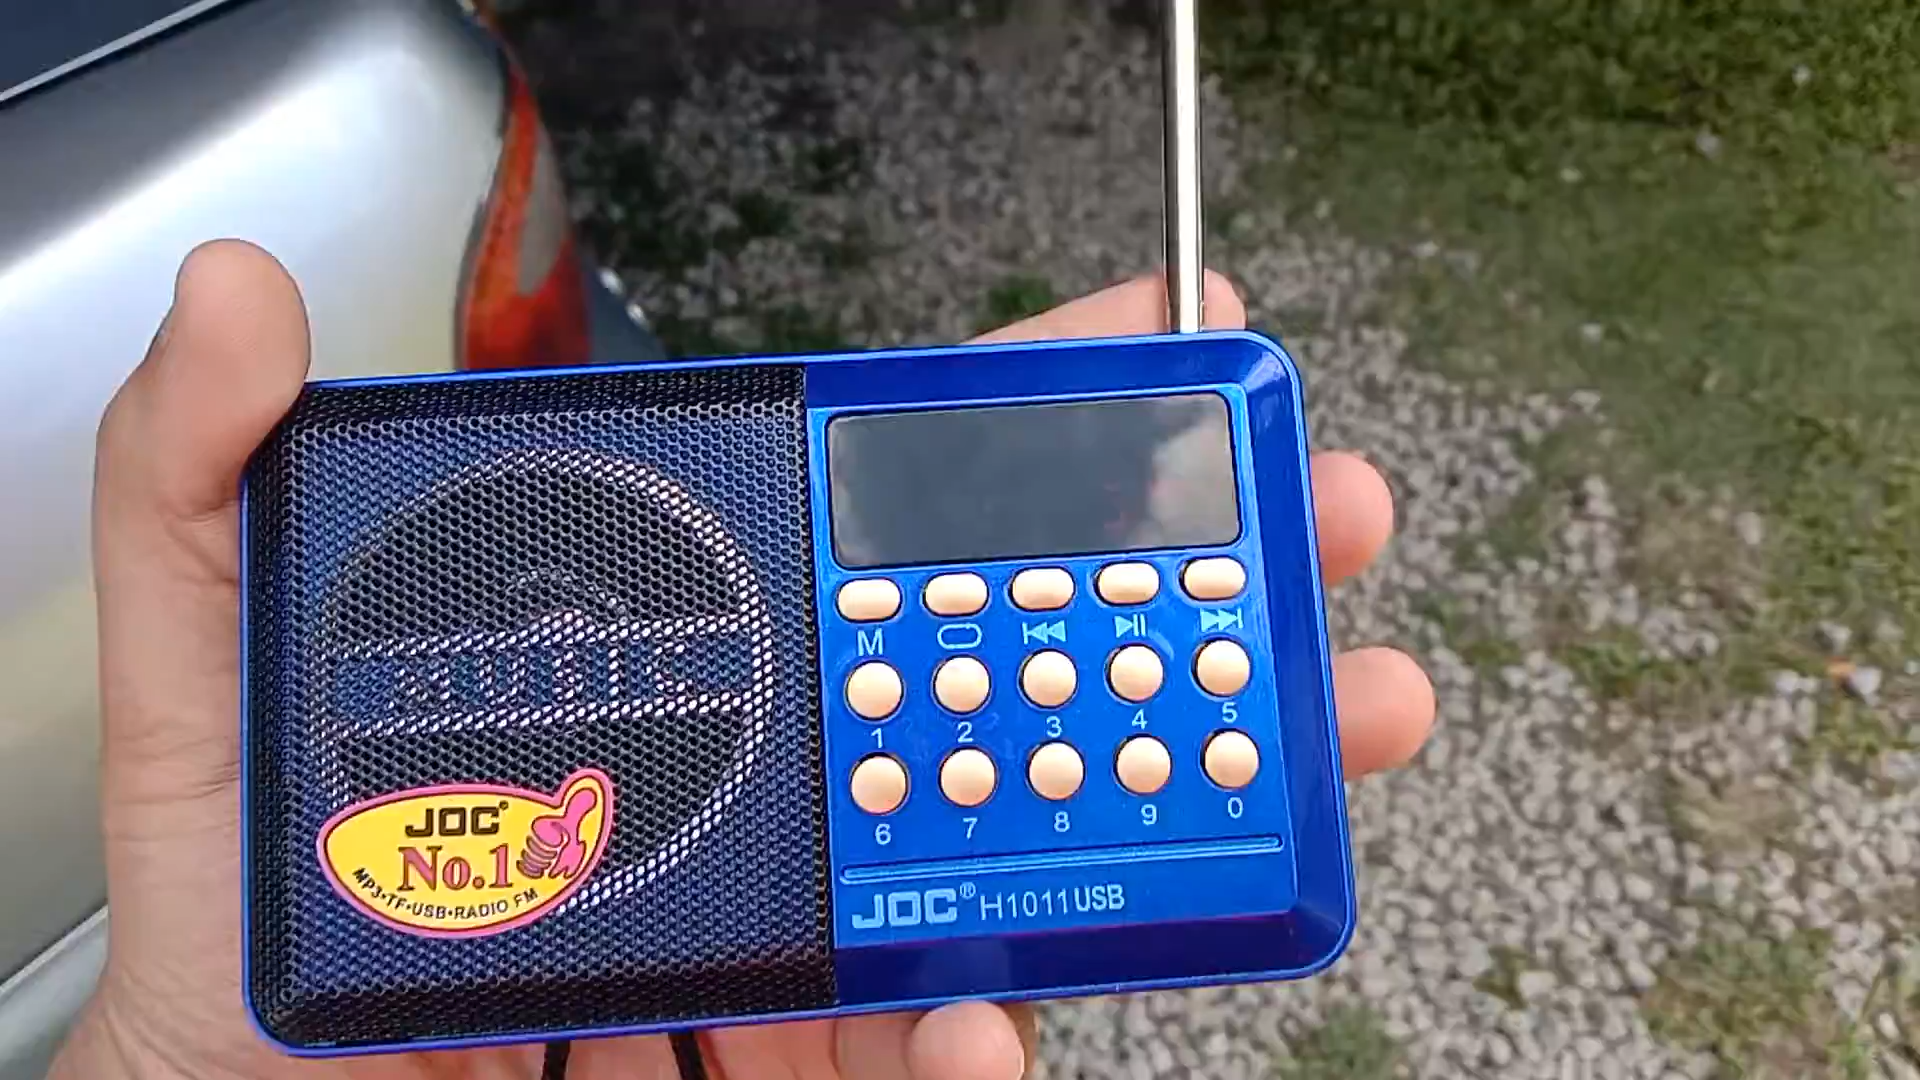 MUSIC
JOC®
No.1
MP3•TF•USB•RADIO FM
M
1 2 3 4 5
6 7 8 9 0
JOC® H1011USB